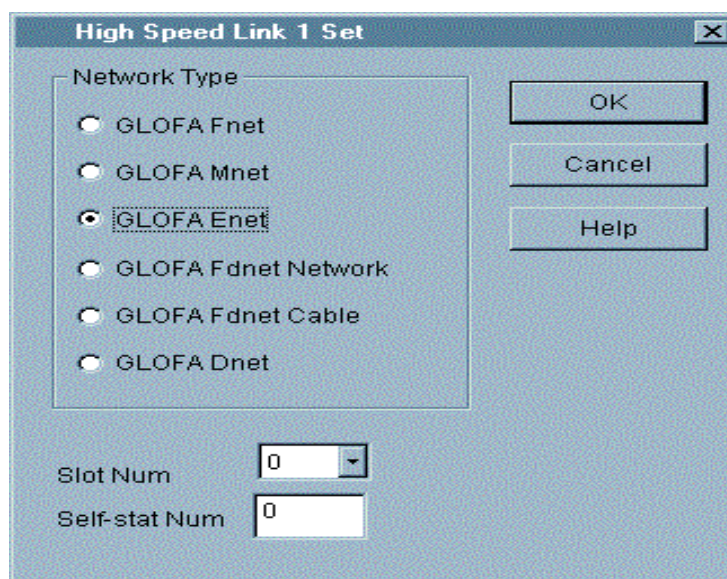 High Speed Link 1 Set
Network Type
GLOFA Fnet
GLOFA Mnet
GLOFA Enet
GLOFA Fdnet Network
GLOFA Fdnet Cable
GLOFA Dnet
OK
Cancel
Help
Slot Num 0
Self-stat Num 0